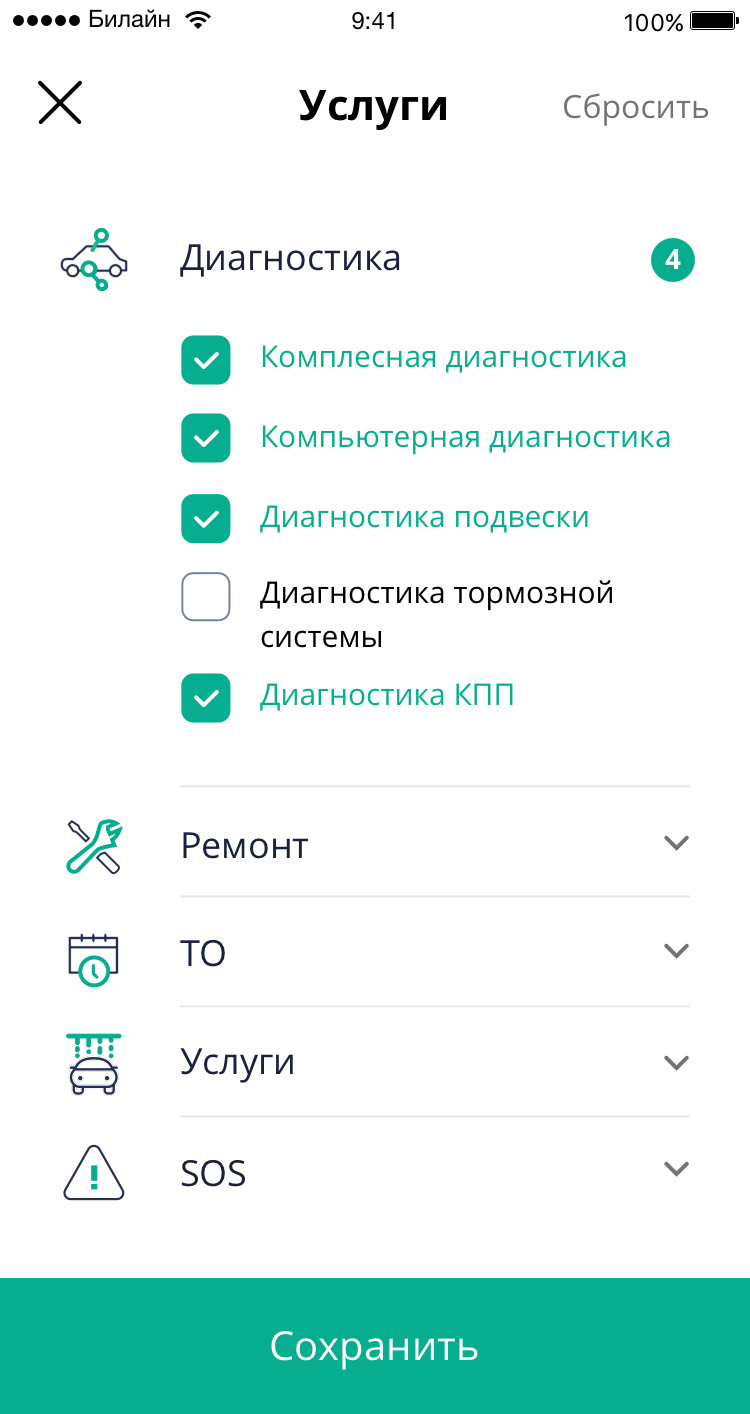 Билайн 9:41 100%
Услуги Сбросить
Диагностика 4
Комплесная диагностика
Компьютерная диагностика
Диагностика подвески
Диагностика тормозной
системы
Диагностика КПП
Ремонт
ТО
Услуги
SOS
Сохранить